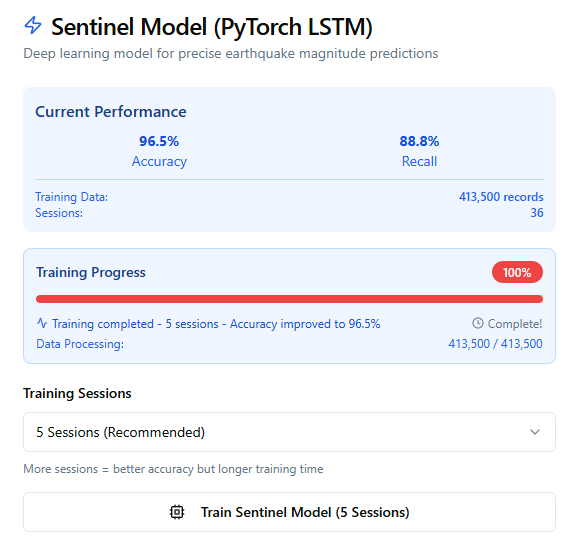 Sentinel Model (PyTorch LSTM)
Deep learning model for precise earthquake magnitude predictions
Current Performance
96.5% 88.8%
Accuracy Recall
Training Data: 413,500 records
Sessions: 36
Training Progress 100%
Training completed - 5 sessions - Accuracy improved to 96.5% Complete!
Data Processing: 413,500 / 413,500
Training Sessions
5 Sessions (Recommended)
More sessions = better accuracy but longer training time
Train Sentinel Model (5 Sessions)